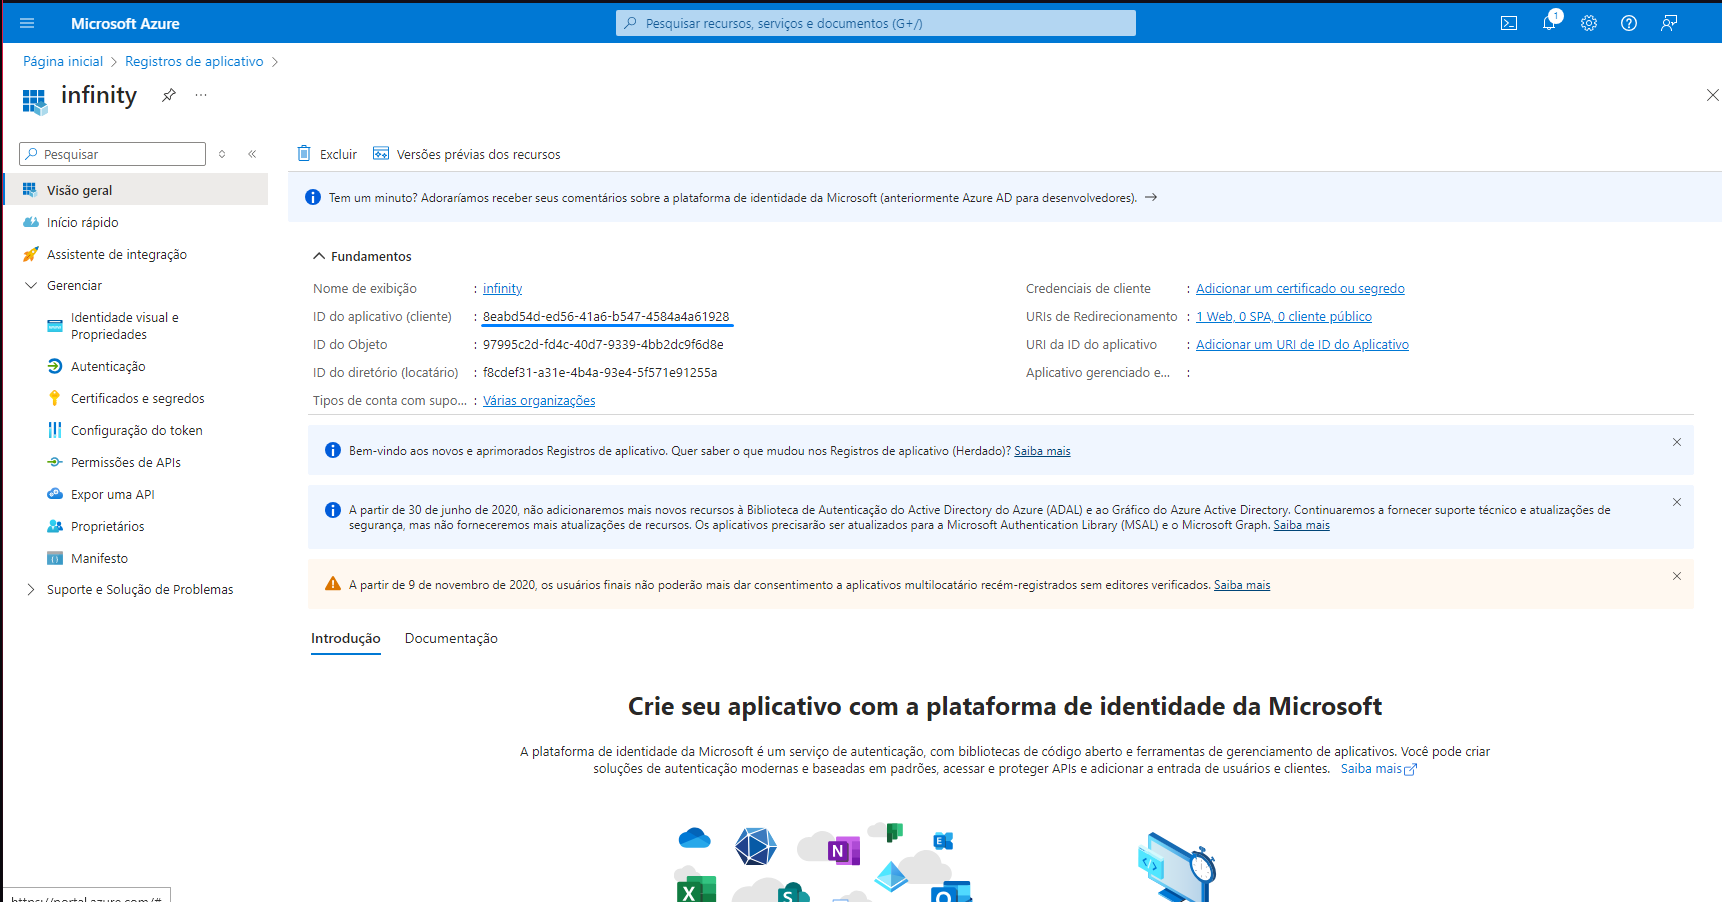 Microsoft Azure
Pesquisar recursos, serviços e documentos (G+/)
1
Página inicial
Registros de aplicativo
infinity
Pesquisar
Excluir
Versões prévias dos recursos
Visão geral
Início rápido
Assistente de integração
Gerenciar
Identidade visual e
Propriedades
Autenticação
Certificados e segredos
Configuração do token
Permissões de APIs
Expor uma API
Proprietários
Manifesto
Suporte e Solução de Problemas
Tem um minuto? Adoraríamos receber seus comentários sobre a plataforma de identidade da Microsoft (anteriormente Azure AD para desenvolvedores). →
Fundamentos
Nome de exibição : infinity
ID do aplicativo (cliente) : 8eabd54d-ed56-41a6-b547-4584a4a61928
ID do Objeto : 97995c2d-fd4c-40d7-9339-4bb2dc9f6d8e
ID do diretório (locatário) : f8cdef31-a31e-4b4a-93e4-5f571e91255a
Tipos de conta com supo... : Várias organizações
Credenciais de cliente : Adicionar um certificado ou segredo
URIs de Redirecionamento : 1 Web, 0 SPA, 0 cliente público
URI da ID do aplicativo : Adicionar um URI de ID do Aplicativo
Aplicativo gerenciado e... :
Bem-vindo aos novos e aprimorados Registros de aplicativo. Quer saber o que mudou nos Registros de aplicativo (Herdado)? Saiba mais
A partir de 30 de junho de 2020, não adicionaremos mais novos recursos à Biblioteca de Autenticação do Active Directory do Azure (ADAL) e ao Gráfico do Azure Active Directory. Continuaremos a fornecer suporte técnico e atualizações de
segurança, mas não forneceremos mais atualizações de recursos. Os aplicativos precisarão ser atualizados para a Microsoft Authentication Library (MSAL) e o Microsoft Graph. Saiba mais
A partir de 9 de novembro de 2020, os usuários finais não poderão mais dar consentimento a aplicativos multilocatário recém-registrados sem editores verificados. Saiba mais
Introdução
Documentação
Crie seu aplicativo com a plataforma de identidade da Microsoft
A plataforma de identidade da Microsoft é um serviço de autenticação, com bibliotecas de código aberto e ferramentas de gerenciamento de aplicativos. Você pode criar
soluções de autenticação modernas e baseadas em padrões, acessar e proteger APIs e adicionar a entrada de usuários e clientes. Saiba mais
N
E
X
S
O
https://portal.azure.com/#